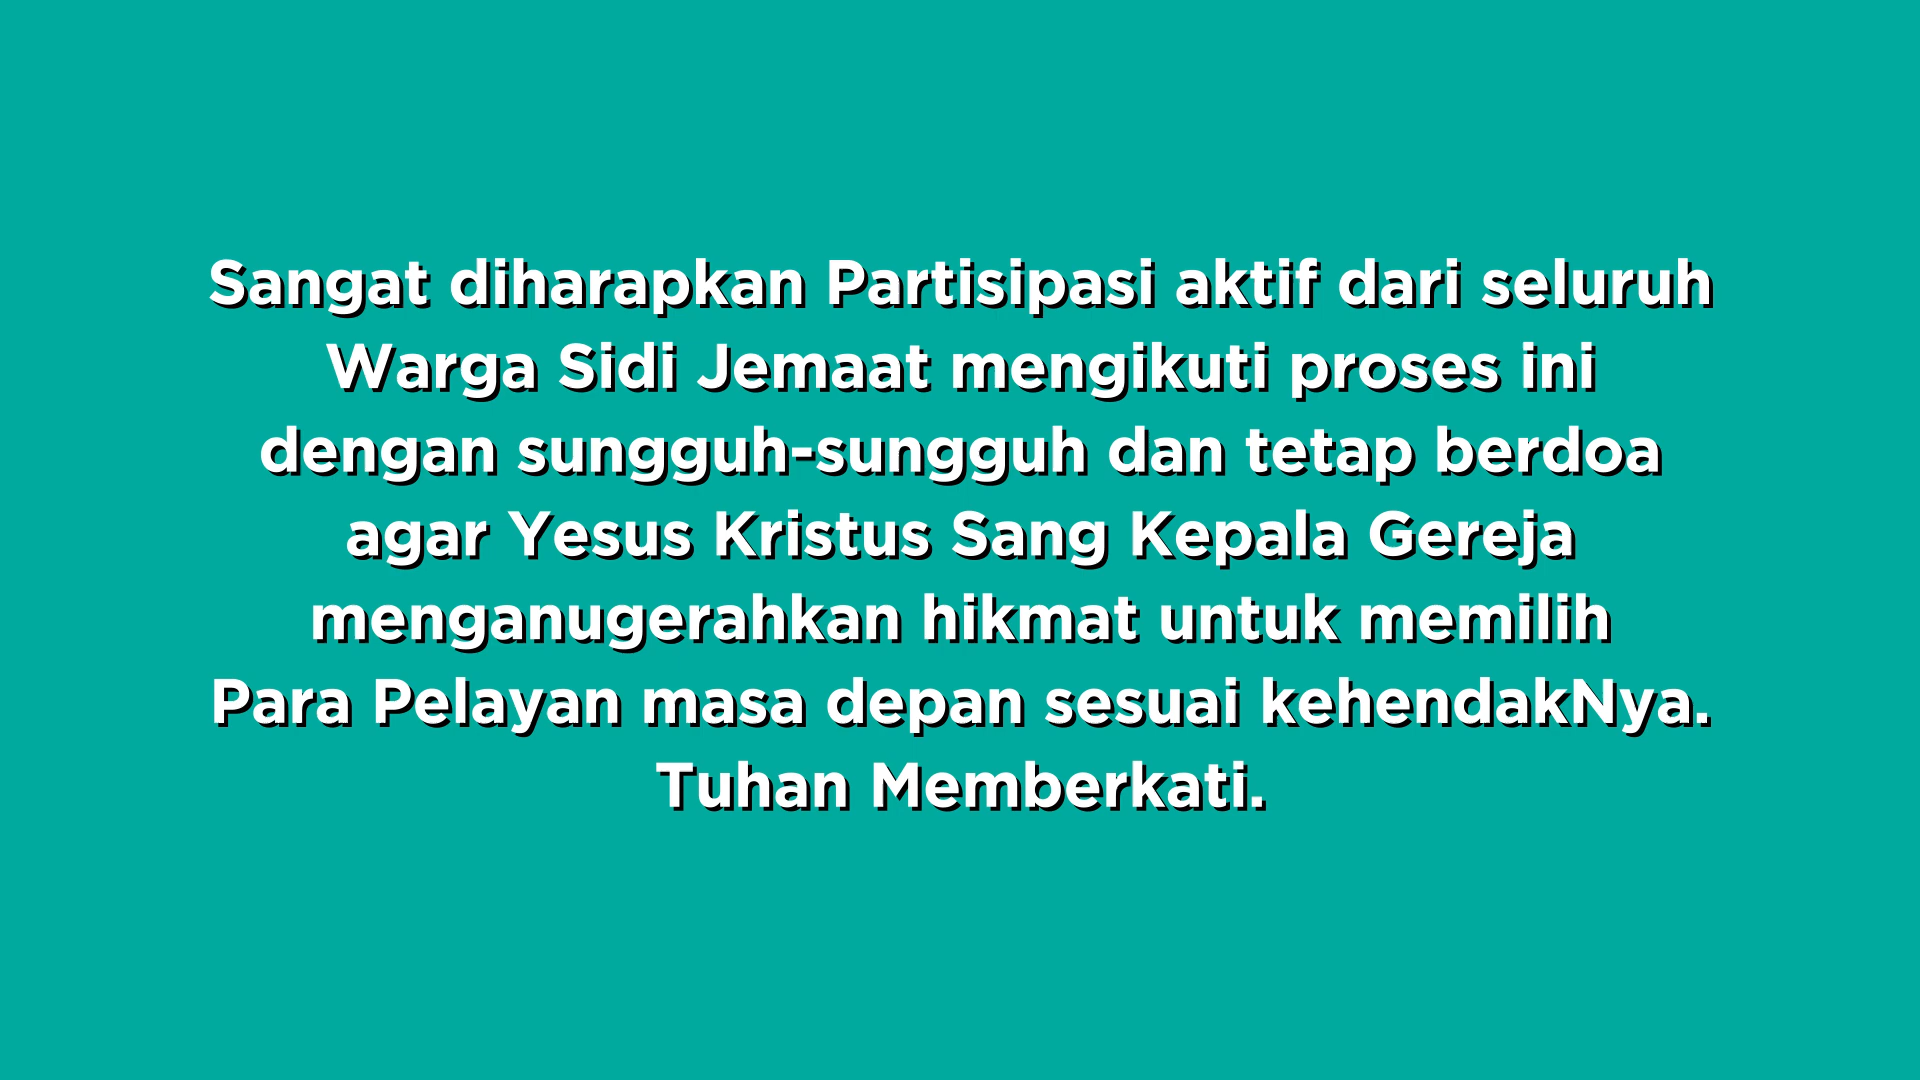 Sangat diharapkan Partisipasi aktif dari seluruh
Warga Sidi Jemaat mengikuti proses ini
dengan sungguh-sungguh dan tetap berdoa
agar Yesus Kristus Sang Kepala Gereja
menganugerahkan hikmat untuk memilih
Para Pelayan masa depan sesuai kehendakNya.
Tuhan Memberkati.